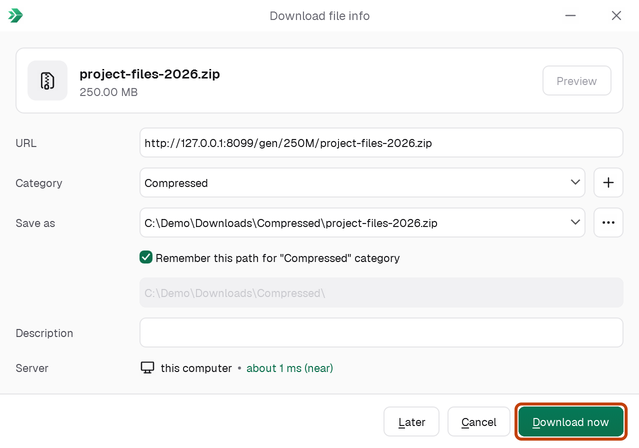 Download file info
project-files-2026.zip
250.00 MB
Preview
URL
http://127.0.0.1:8099/gen/250M/project-files-2026.zip
Category
Compressed
Save as
C:\Demo\Downloads\Compressed\project-files-2026.zip
Remember this path for "Compressed" category
C:\Demo\Downloads\Compressed\
Description
Server
this computer • about 1 ms (near)
Later
Cancel
Download now